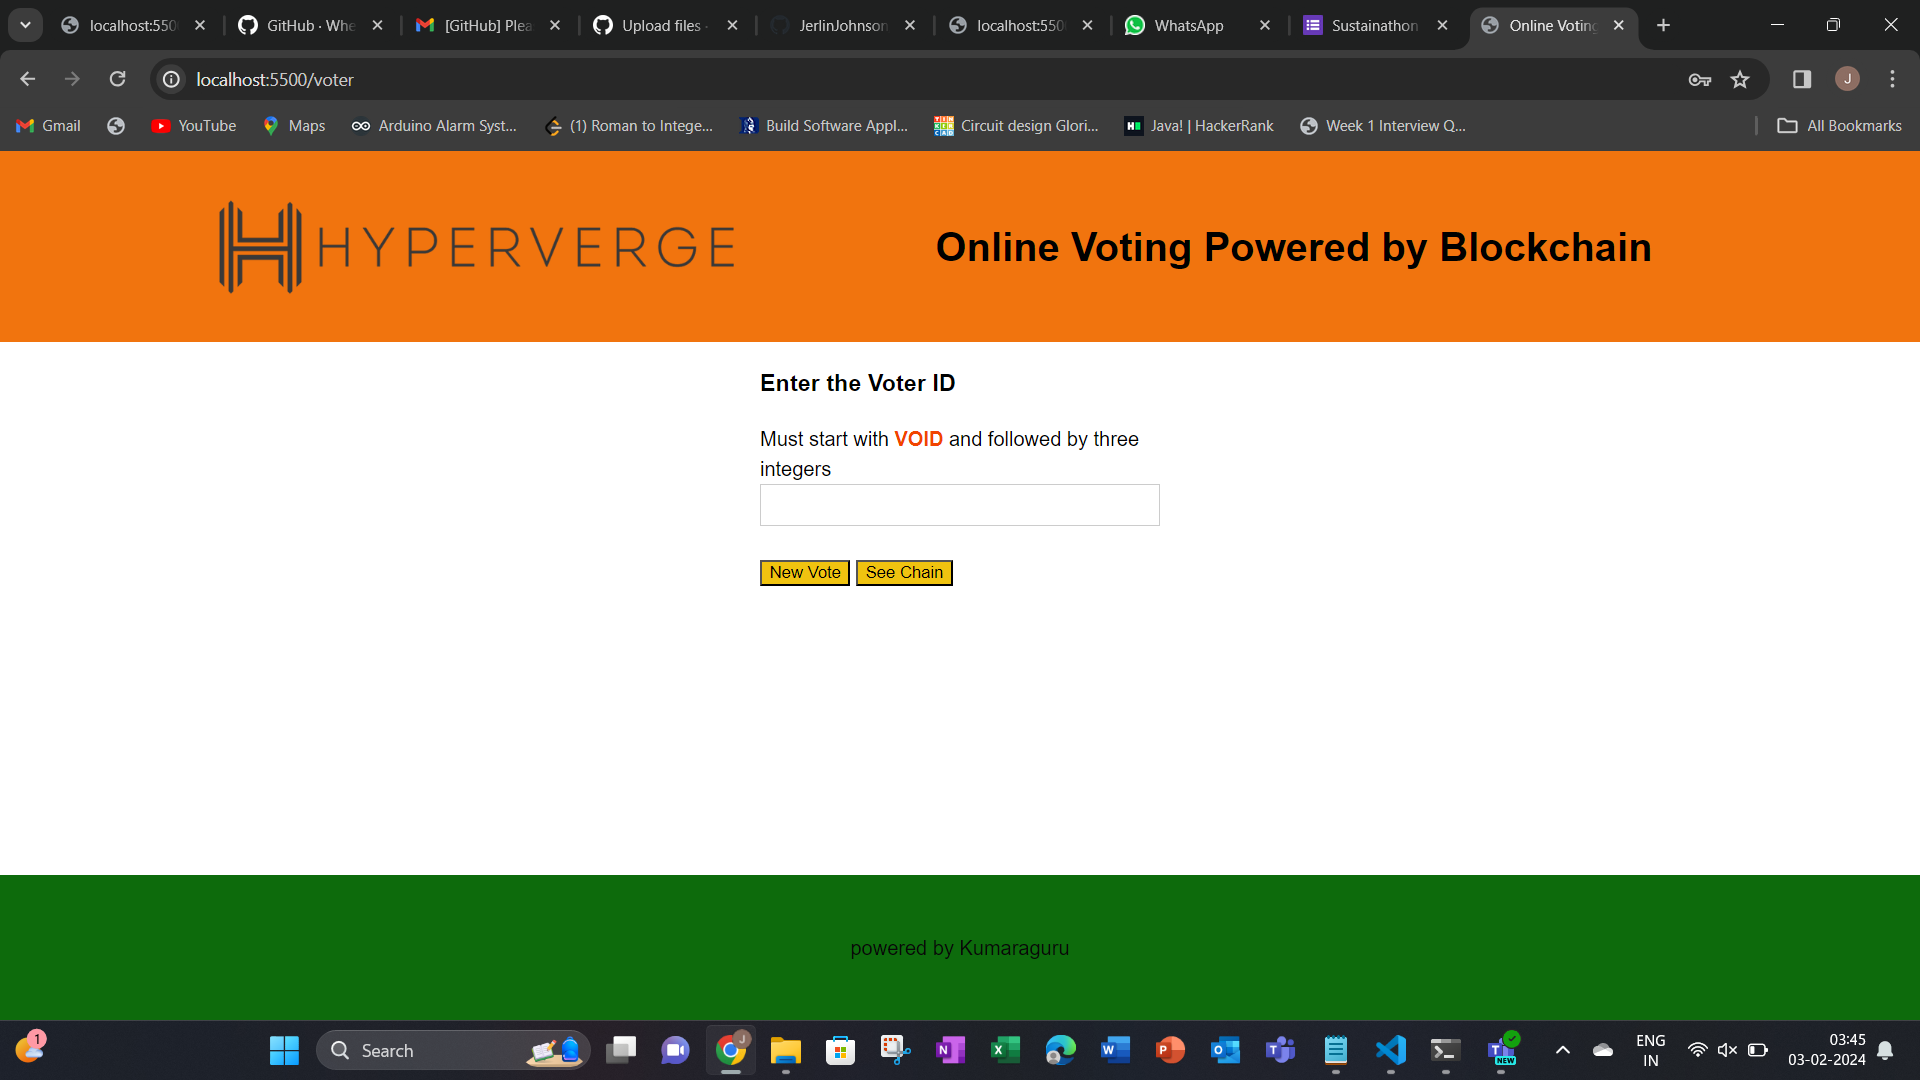 localhost:550
GitHub · Whe
[GitHub] Plea
Upload files ·
JerlinJohnson
localhost:550
WhatsApp
Sustainathon
Online Voting
localhost:5500/voter
J
Gmail
YouTube
Maps
Arduino Alarm Syst...
(1) Roman to Intege...
Build Software Appl...
Circuit design Glori...
Java! | HackerRank
Week 1 Interview Q...
All Bookmarks
HYPERVERGE
Online Voting Powered by Blockchain
Enter the Voter ID
Must start with VOID and followed by three
integers
New Vote
See Chain
powered by Kumaraguru
1
Search
J
ENG
IN
03:45
03-02-2024
NEW